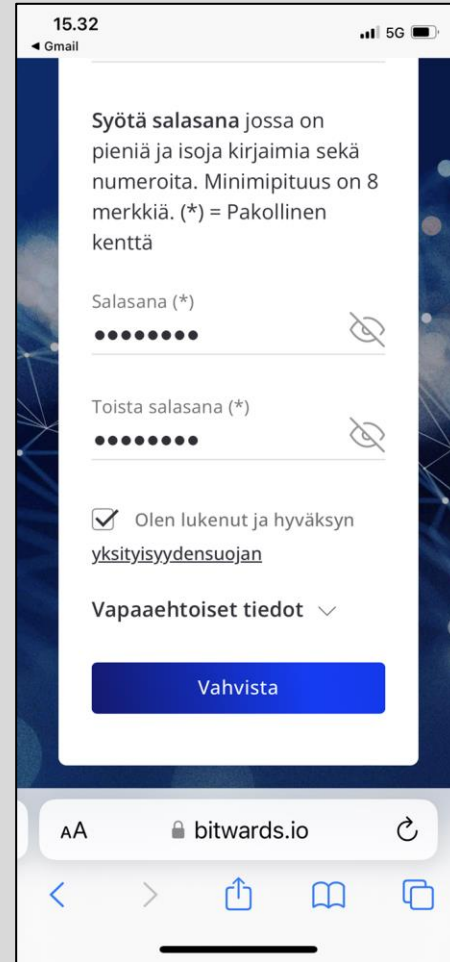 15.32
5G
◀ Gmail
Syötä salasana jossa on
pieniä ja isoja kirjaimia sekä
numeroita. Minimipituus on 8
merkkiä. (*) = Pakollinen
kenttä
Salasana (*)
••••••••
Toista salasana (*)
••••••••
Olen lukenut ja hyväksyn
yksityisyydensuojan
Vapaaehtoiset tiedot
Vahvista
AA bitwards.io